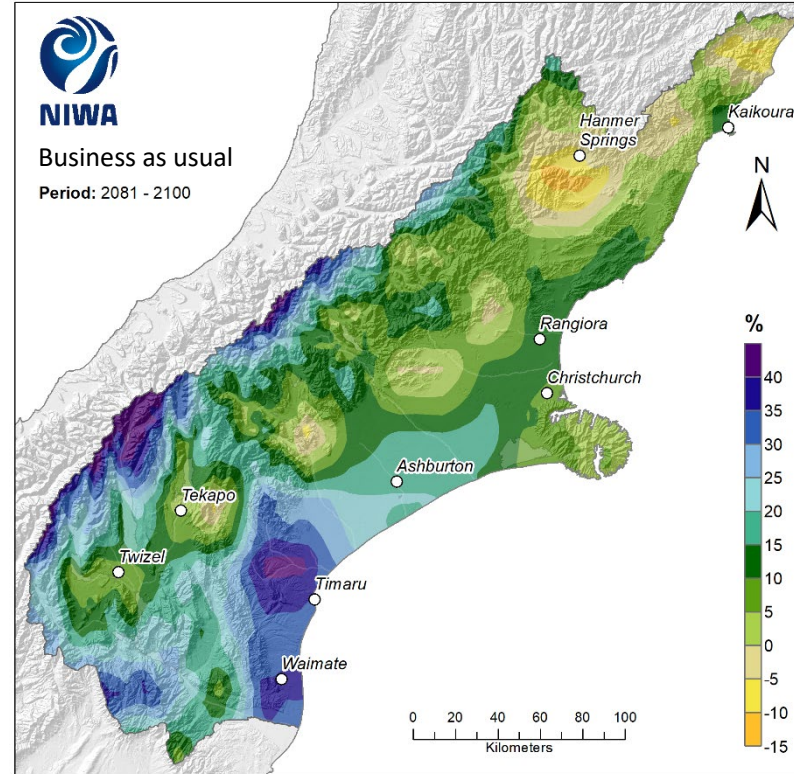 NIWA
Business as usual
Period: 2081 - 2100
Hanmer
Springs
Kaikoura
N
Rangiora
Christchurch
Ashburton
Tekapo
Twizel
Timaru
Waimate
%
40
35
30
25
20
15
10
5
0
-5
-10
-15
0 20 40 60 80 100
Kilometers